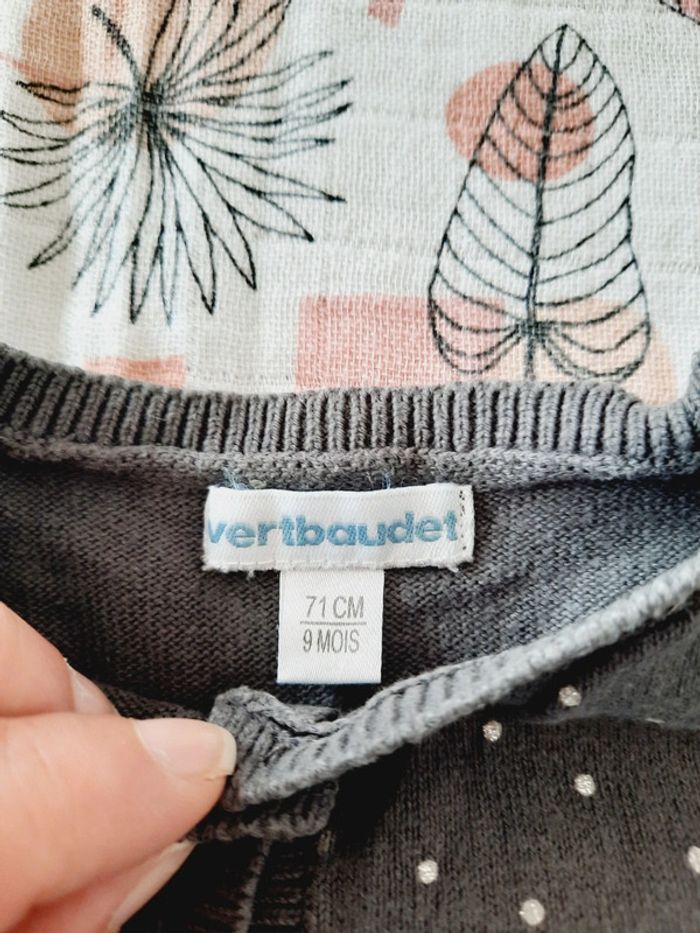 vertbaudet
71 CM
9 MOIS